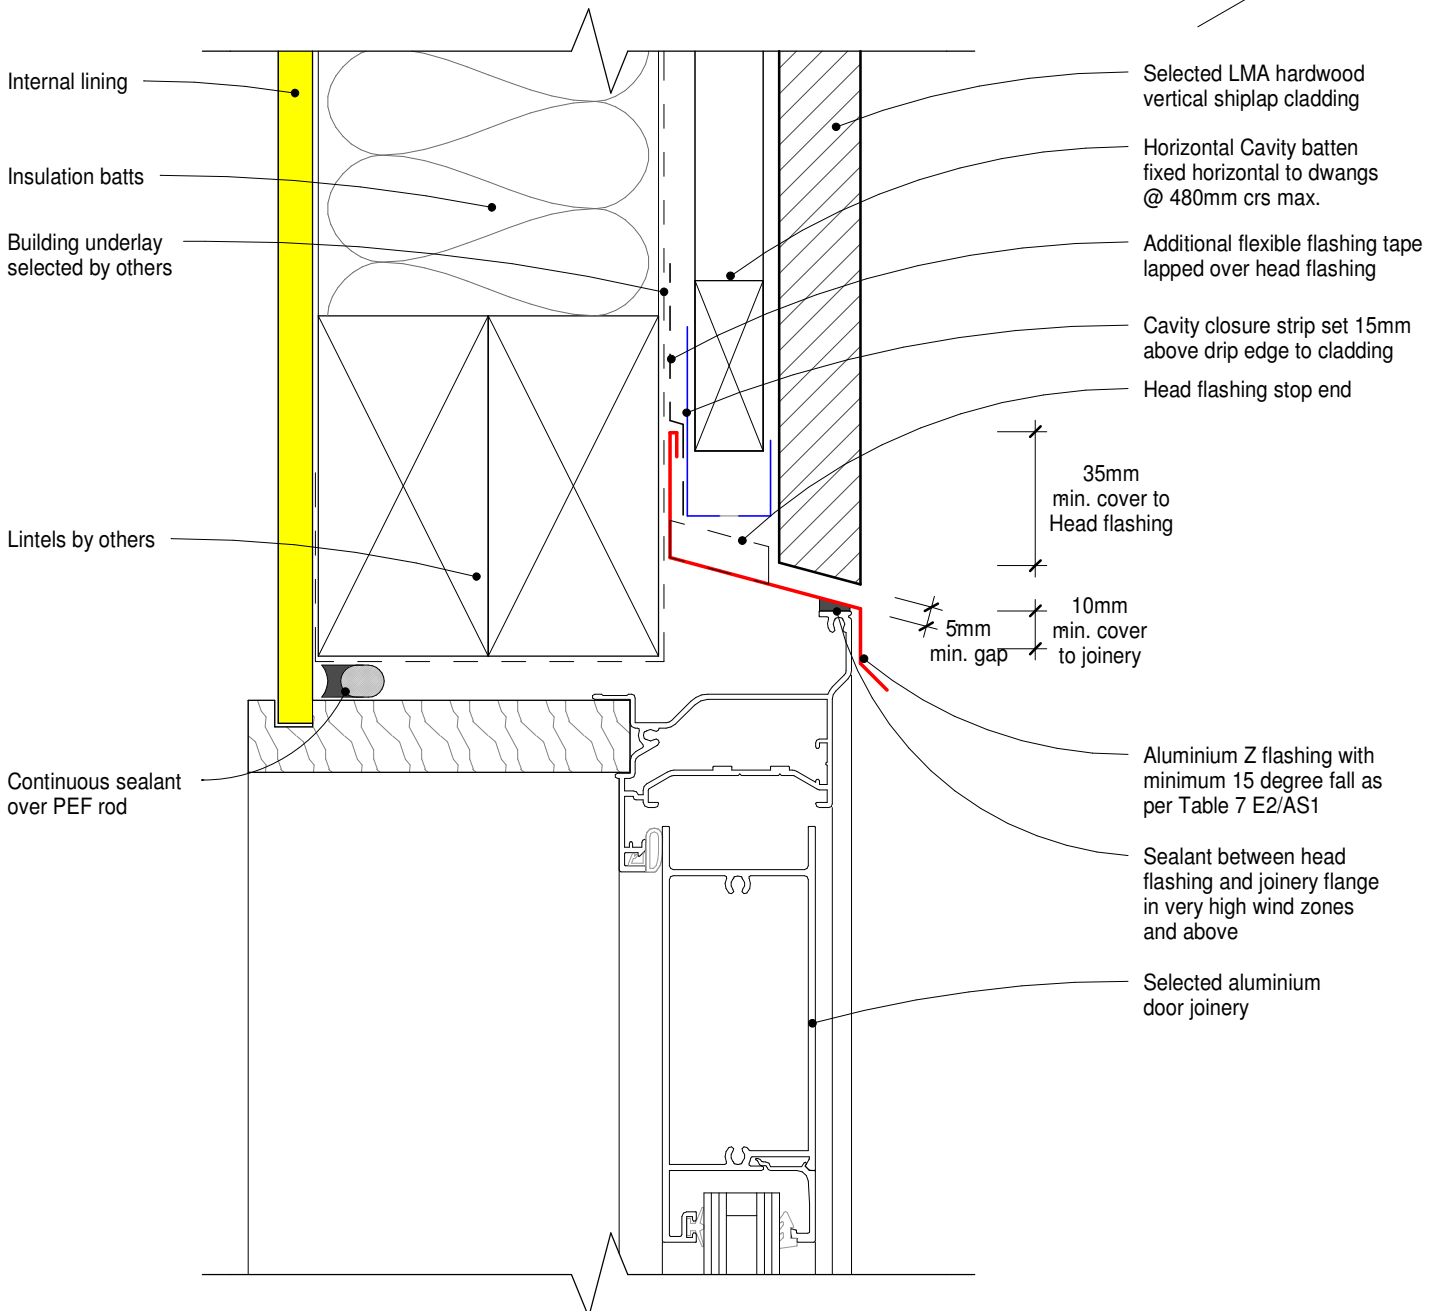 Internal lining
Insulation batts
Building underlay
selected by others
Lintels by others
Continuous sealant
over PEF rod
Selected LMA hardwood
vertical shiplap cladding
Horizontal Cavity batten
fixed horizontal to dwangs
@ 480mm crs max.
Additional flexible flashing tape
lapped over head flashing
Cavity closure strip set 15mm
above drip edge to cladding
Head flashing stop end
35mm
min. cover to
Head flashing
10mm
min. cover
to joinery
5mm
min. gap
Aluminium Z flashing with
minimum 15 degree fall as
per Table 7 E2/AS1
Sealant between head
flashing and joinery flange
in very high wind zones
and above
Selected aluminium
door joinery